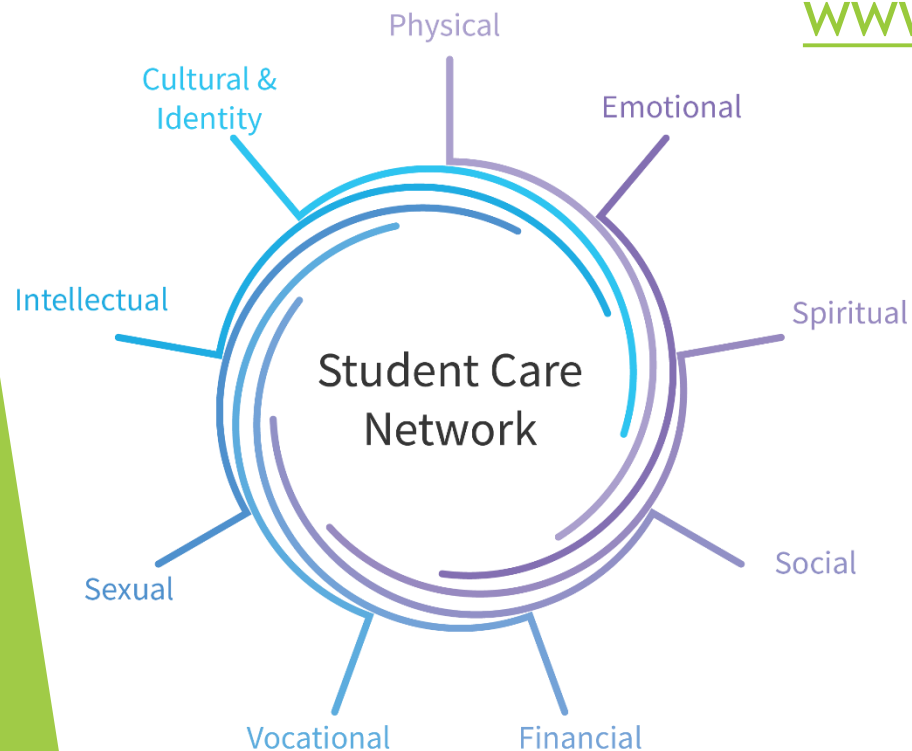 Physical
Cultural &
Identity
Emotional
Intellectual
Spiritual
Student Care
Network
Social
Sexual
Vocational
Financial